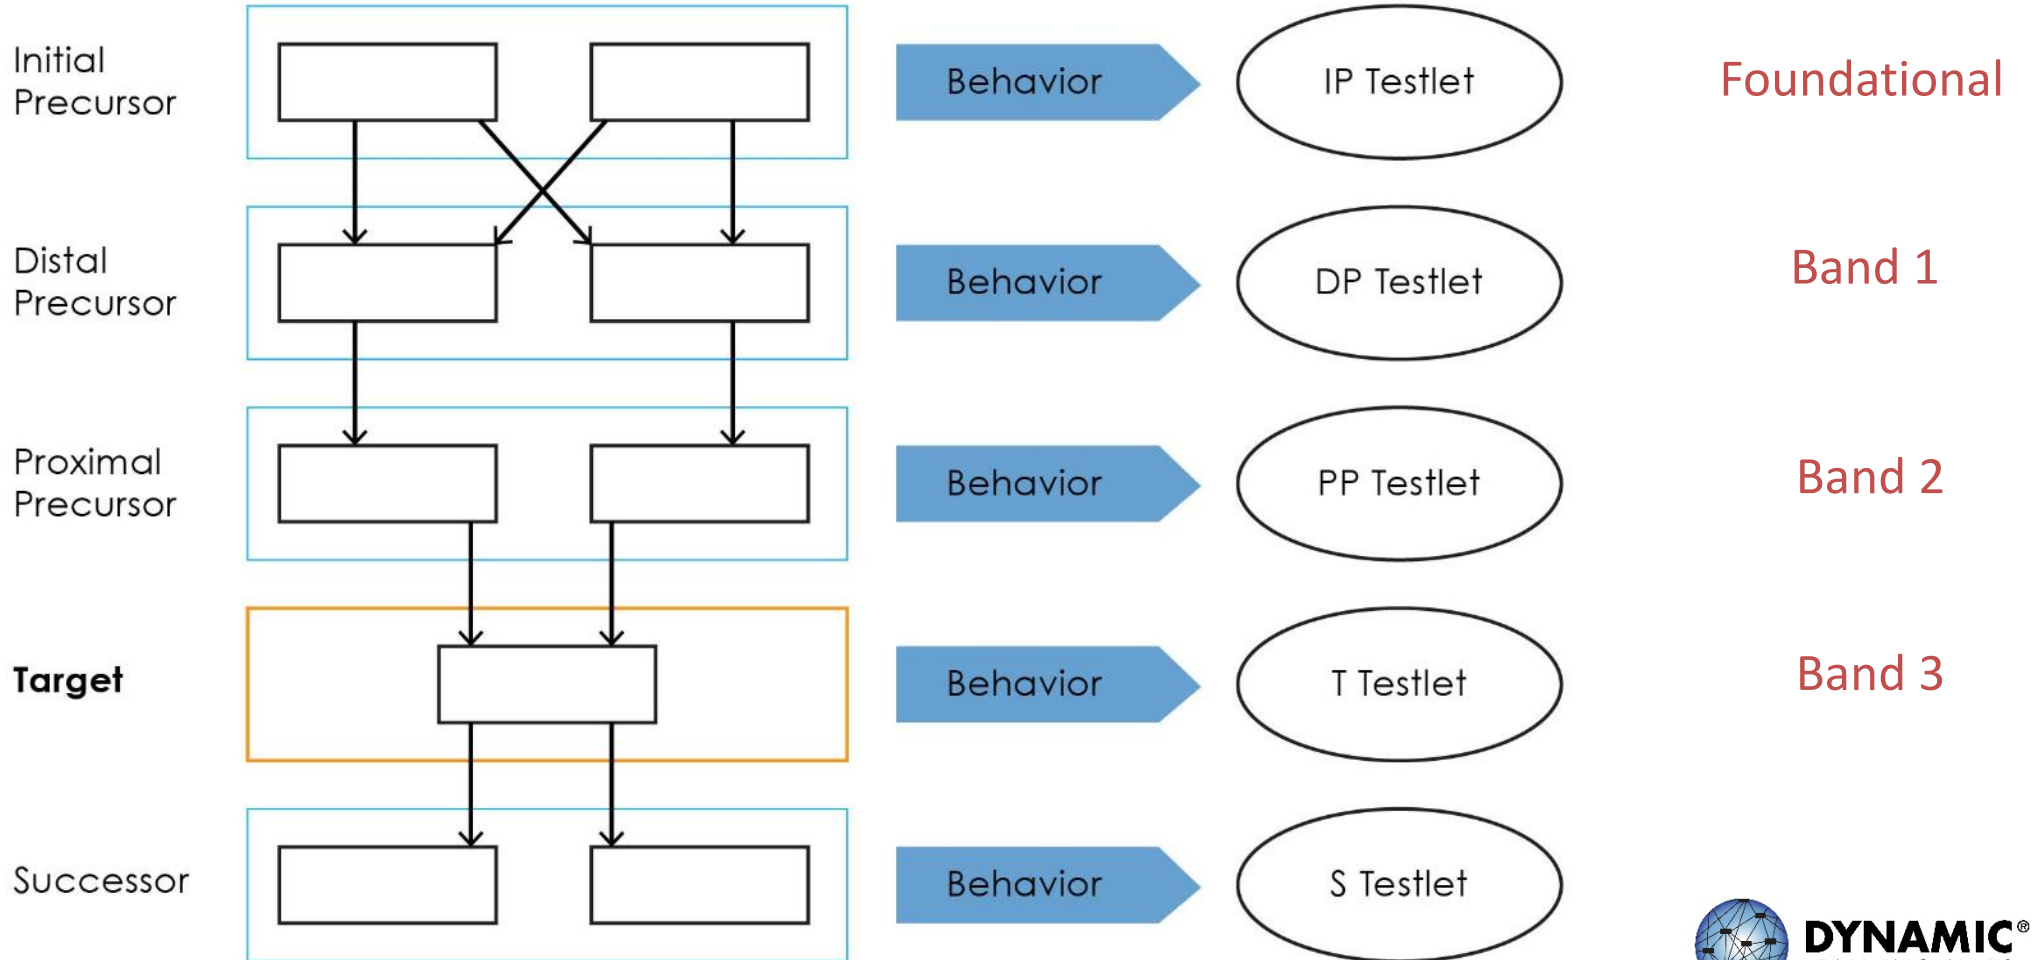 Initial
Precursor
Behavior
IP Testlet
Foundational
Distal
Precursor
Behavior
DP Testlet
Band 1
Proximal
Precursor
Behavior
PP Testlet
Band 2
Target
Behavior
T Testlet
Band 3
Successor
Behavior
S Testlet
DYNAMIC®